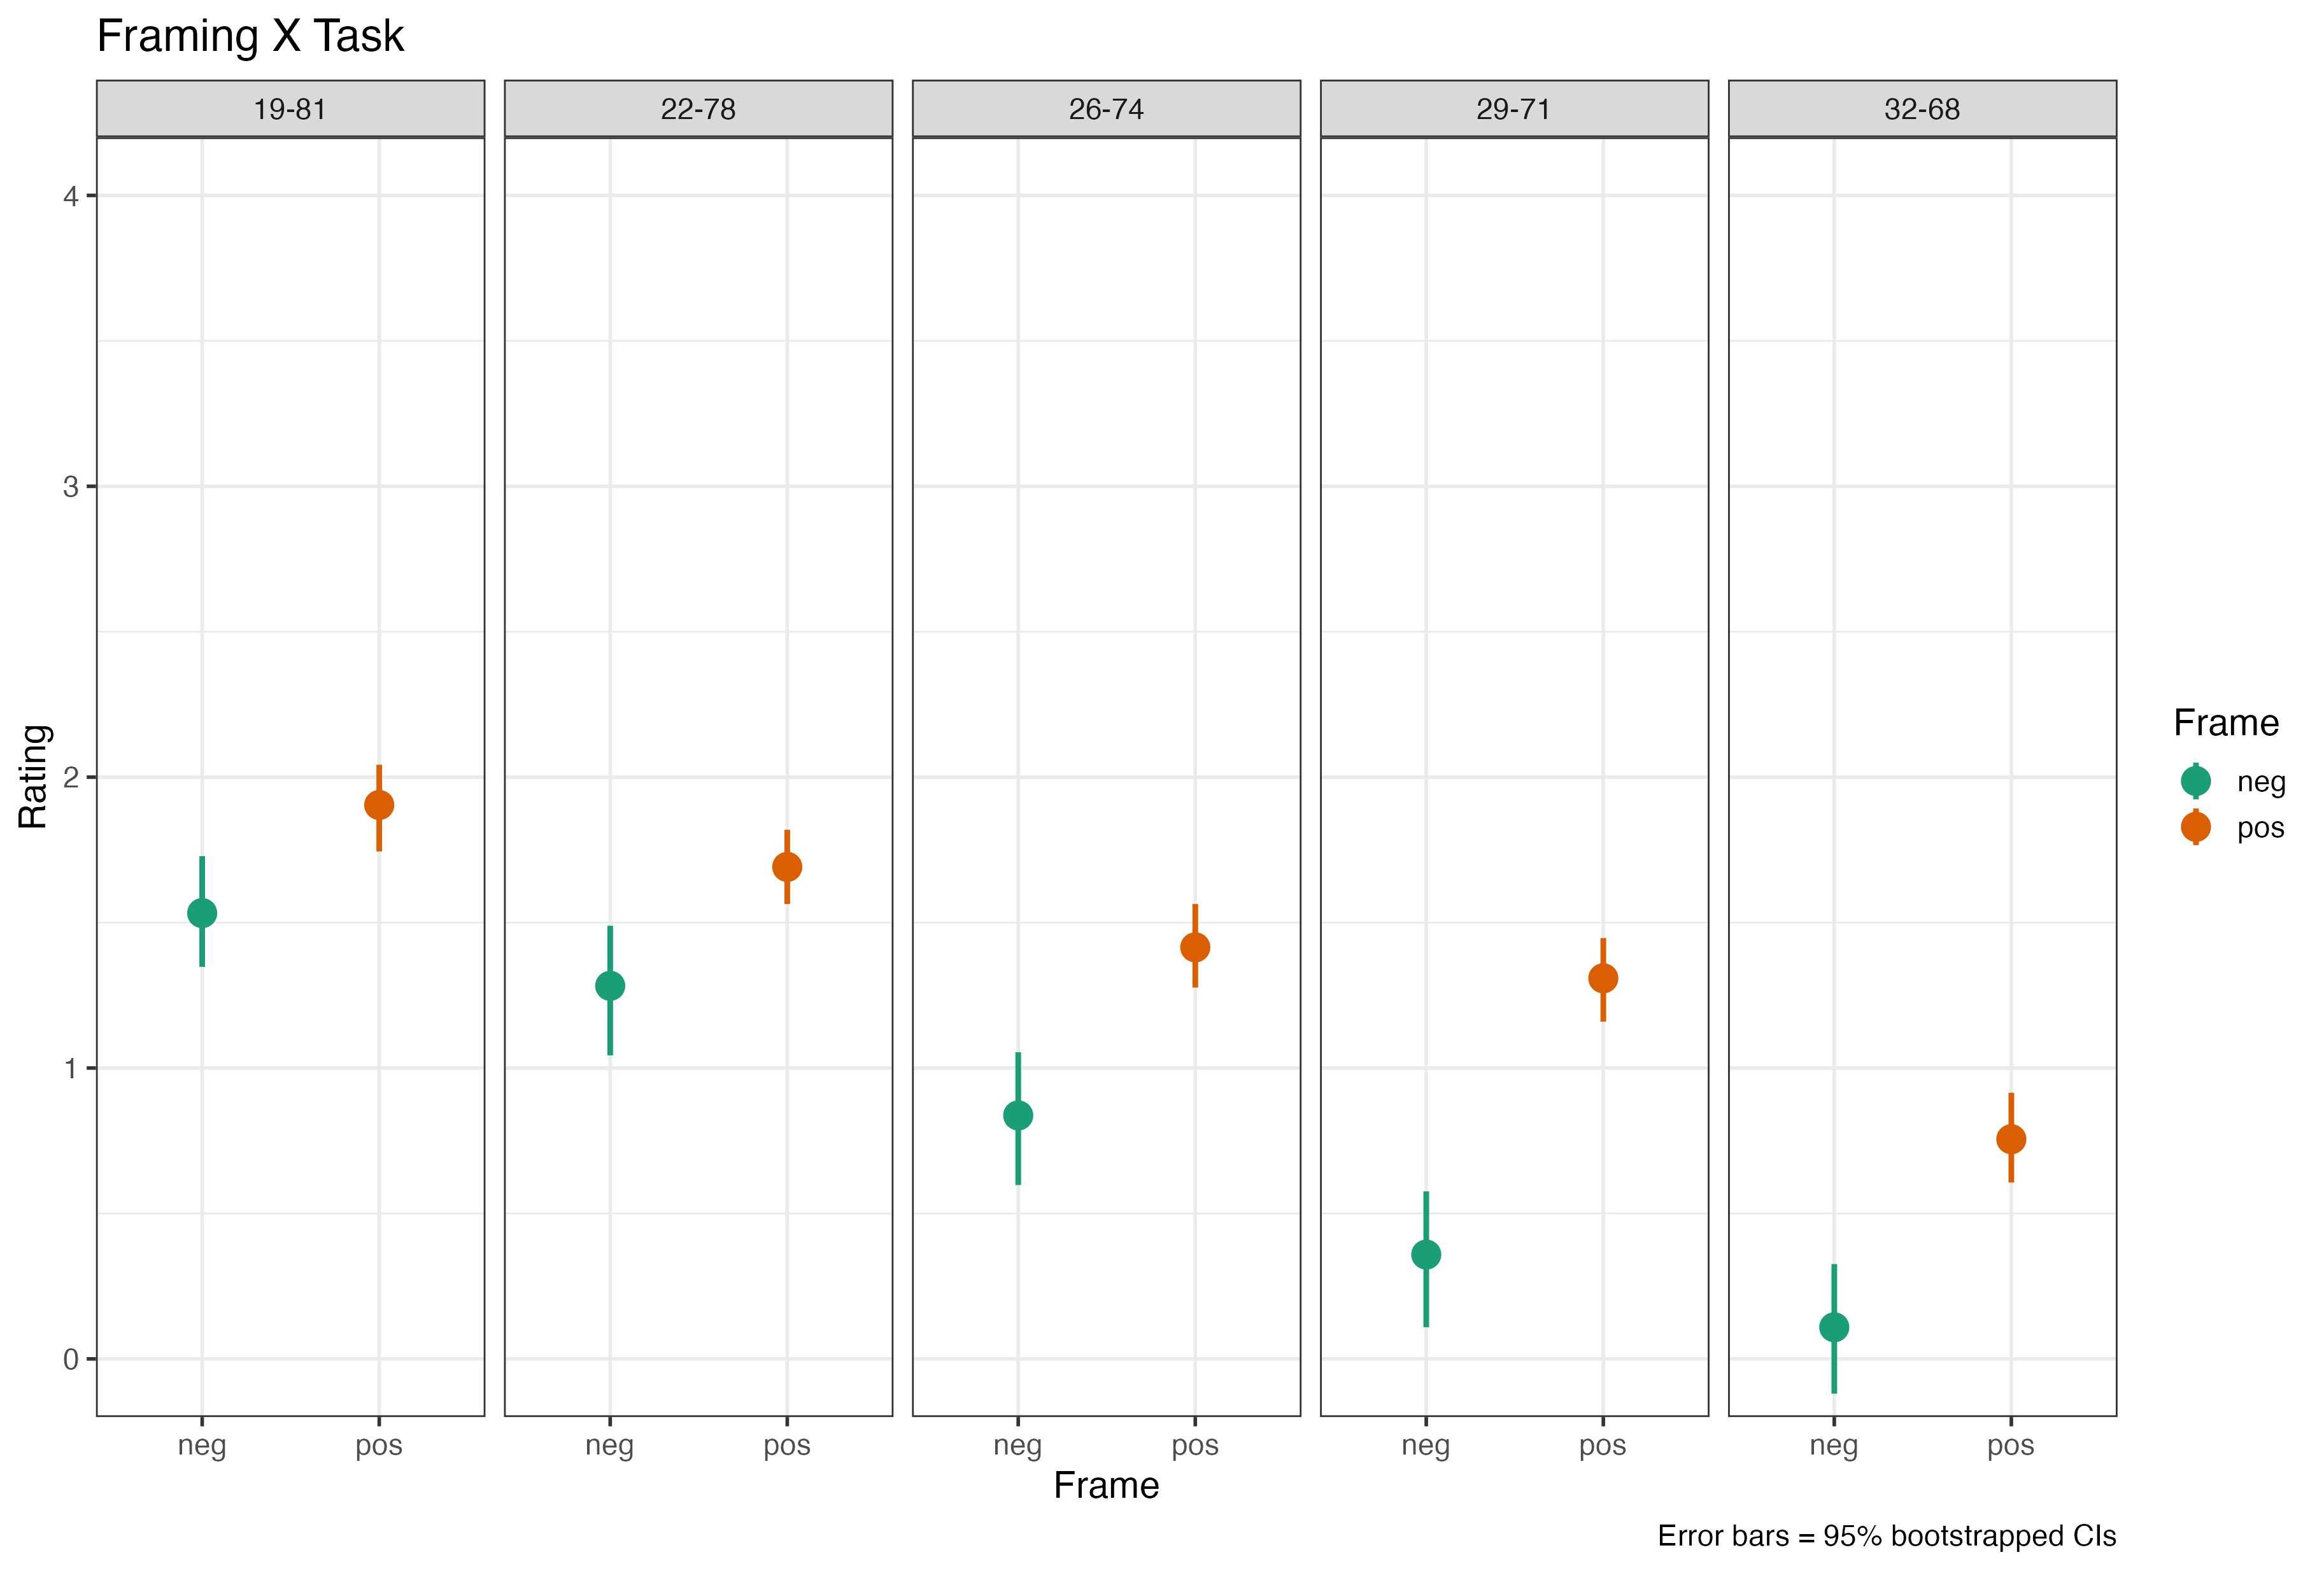 Framing X Task
19-81 22-78 26-74 29-71 32-68
4
3
2
1
0
Rating
neg pos neg pos neg pos neg pos neg pos
Frame
Frame
neg
pos
Error bars = 95% bootstrapped CIs